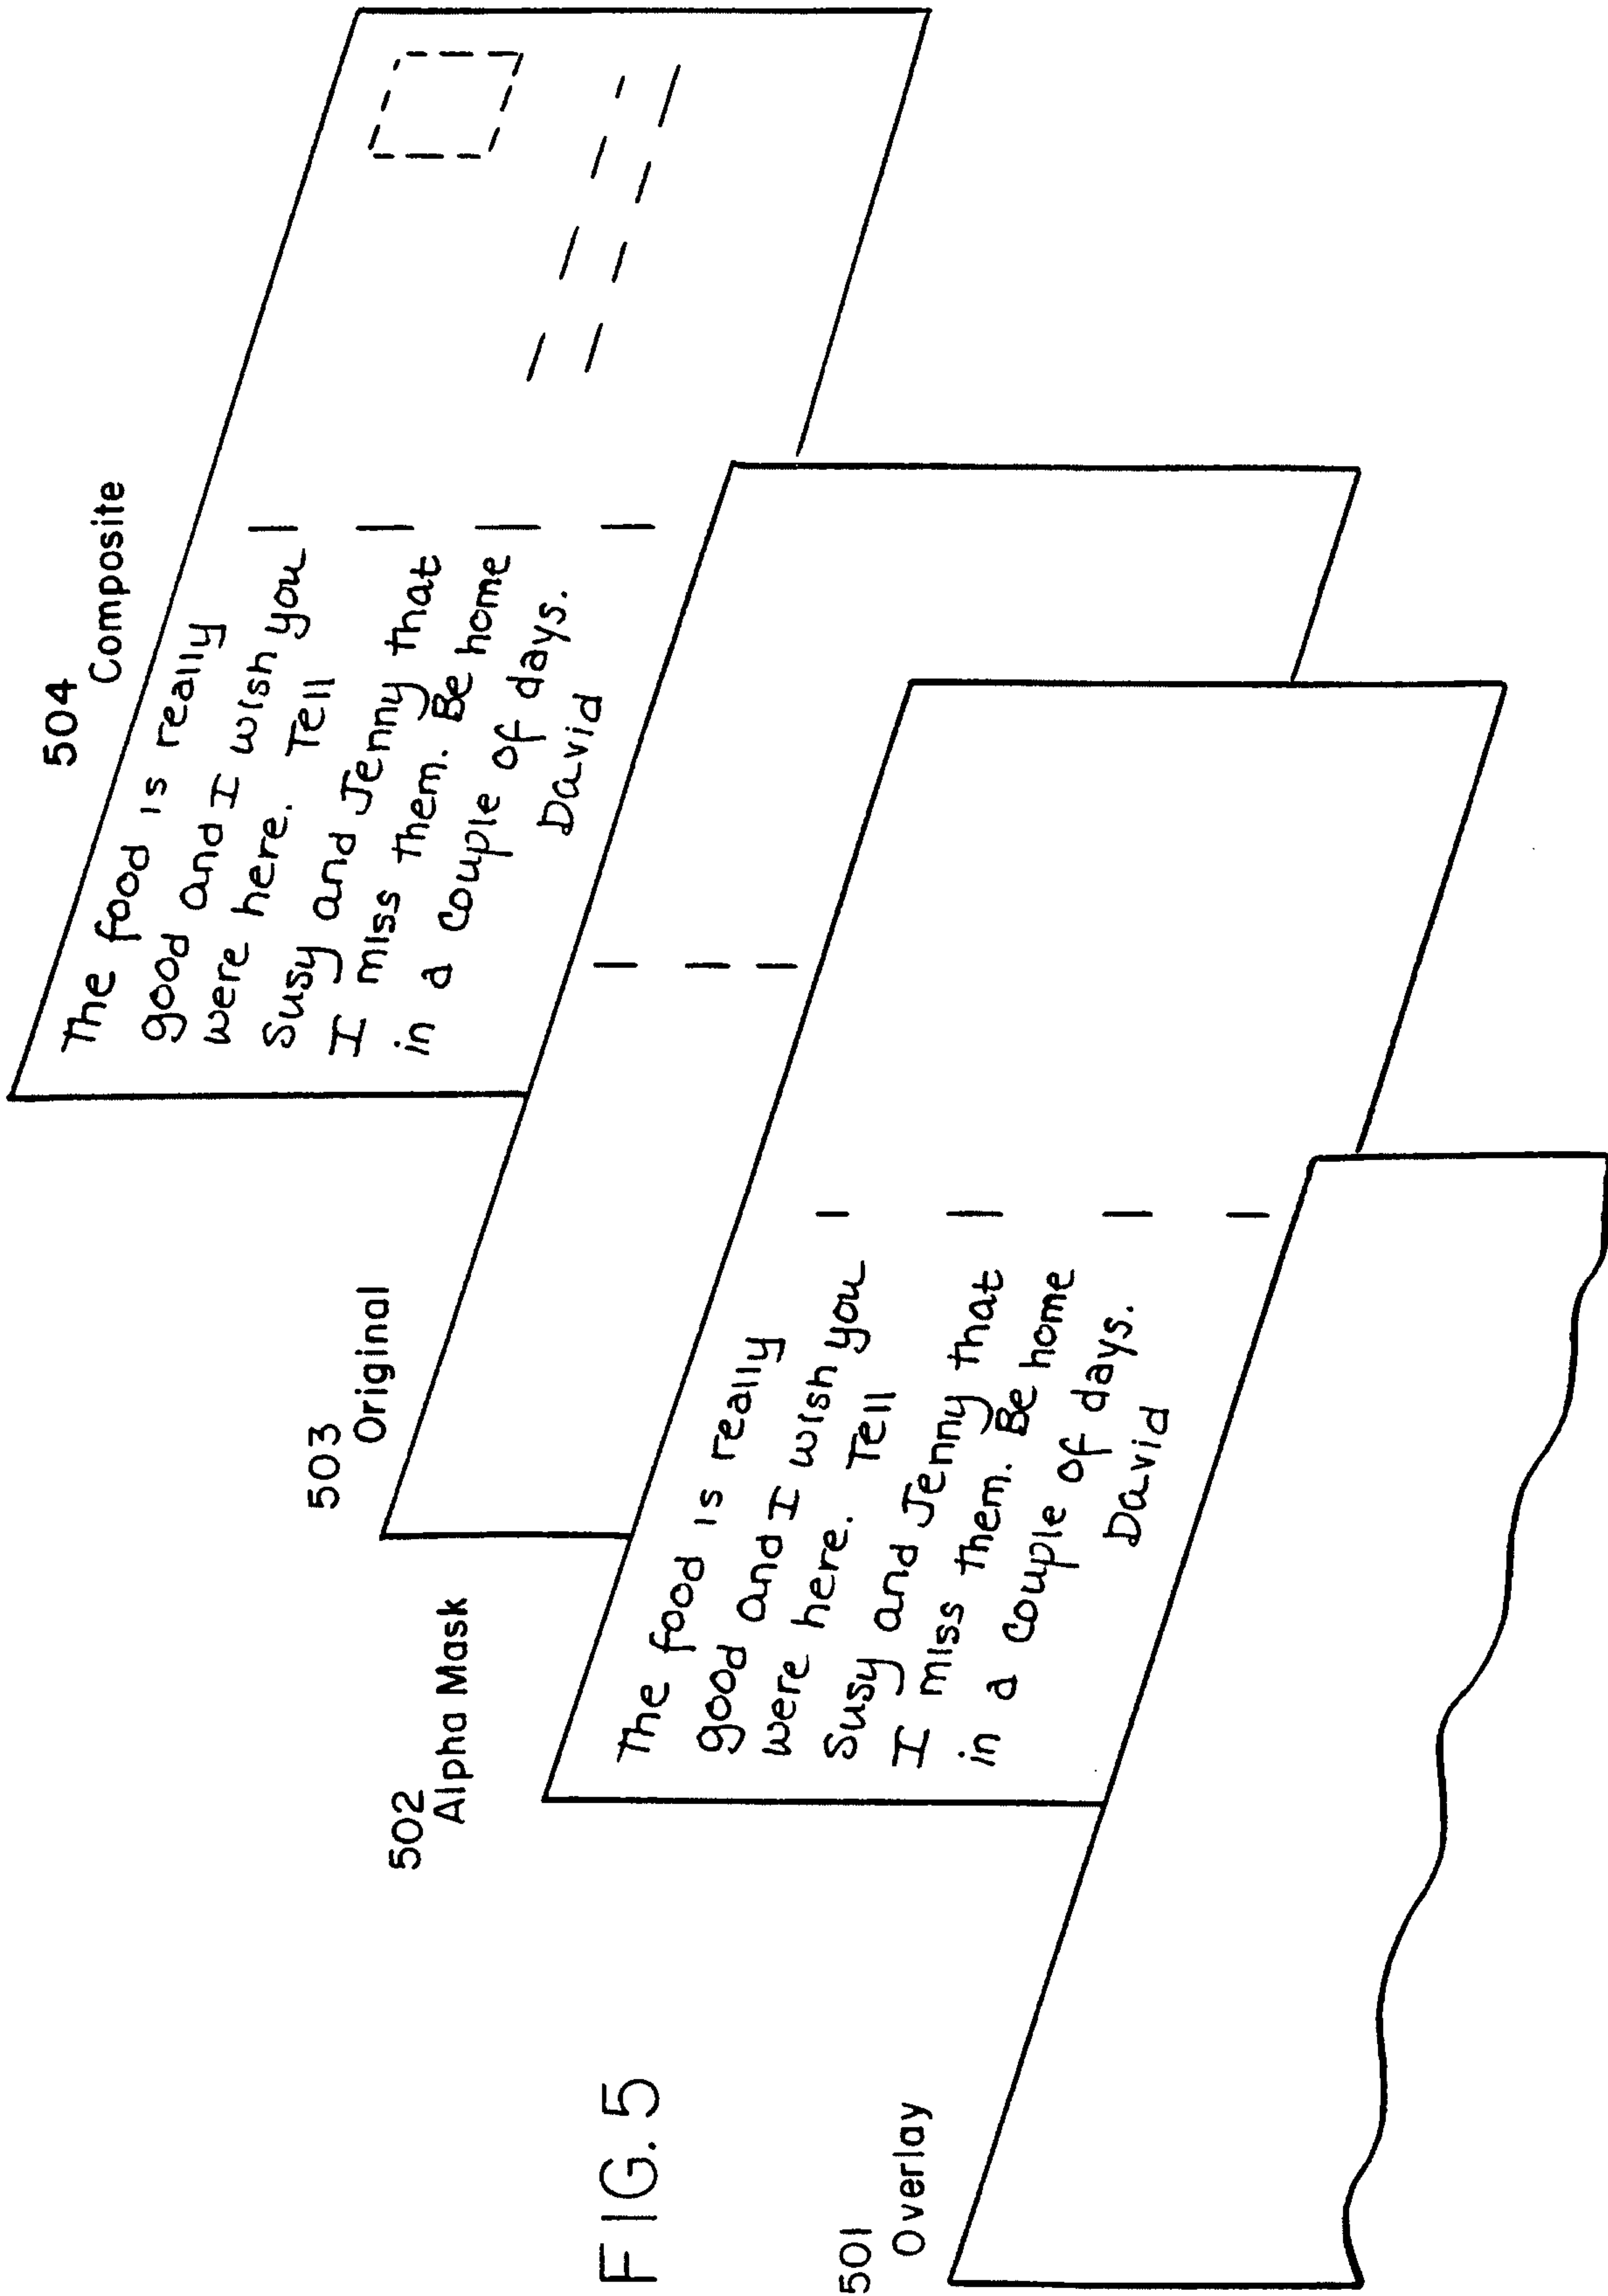 504
Composite
The food is really
good and I wish you
were here. Tell
Susy and Jenny that
I miss them. Be home
in a couple of days.
David
503
Original
502
Alpha Mask
The food is really
good and I wish you
were here. Tell
Susy and Jenny that
I miss them. Be home
in a couple of days.
David
FIG. 5
501
Overlay